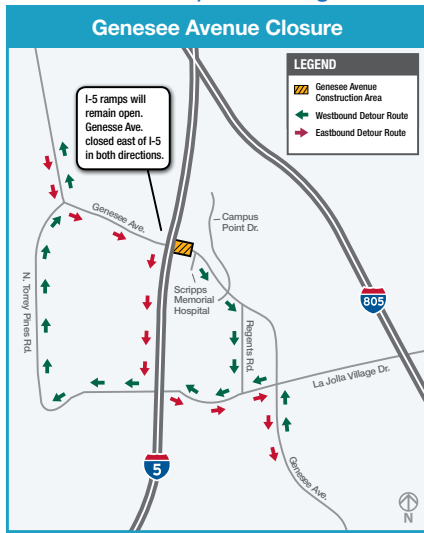 Genesee Avenue Closure
LEGEND
Genesee Avenue
Construction Area
Westbound Detour Route
Eastbound Detour Route
I-5 ramps will
remain open.
Genesse Ave.
closed east of I-5
in both directions.
Genesee Ave.
Campus
Point Dr.
Scripps
Memorial
Hospital
N. Torrey Pines Rd.
Regents Rd.
805
La Jolla Village Dr.
5
Genesee Ave.
N